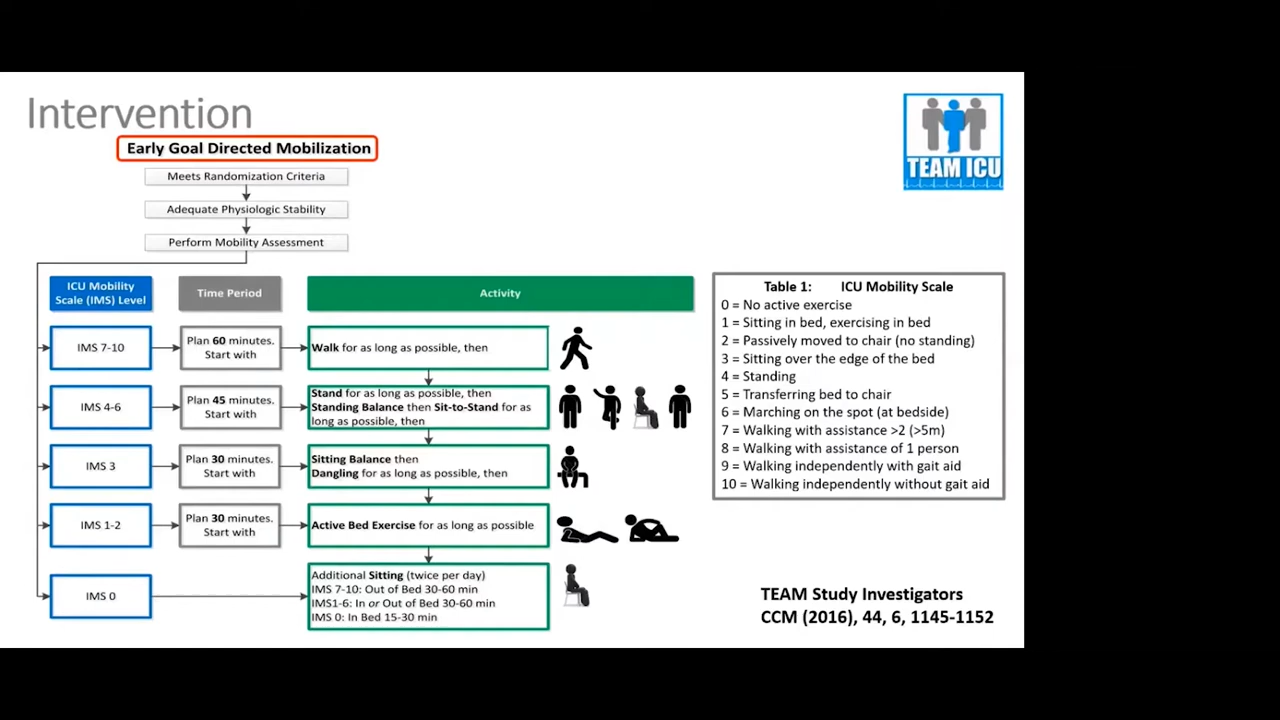 Intervention
TEAM ICU
Early Goal Directed Mobilization
Meets Randomization Criteria
Adequate Physiologic Stability
Perform Mobility Assessment
ICU Mobility
Scale (IMS) Level
Time Period
Activity
IMS 7-10
Plan 60 minutes.
Start with
Walk for as long as possible, then
IMS 4-6
Plan 45 minutes.
Start with
Stand for as long as possible, then
Standing Balance then Sit-to-Stand for as
long as possible, then
IMS 3
Plan 30 minutes.
Start with
Sitting Balance then
Dangling for as long as possible, then
IMS 1-2
Plan 30 minutes.
Start with
Active Bed Exercise for as long as possible
IMS 0
Additional Sitting (twice per day)
IMS 7-10: Out of Bed 30-60 min
IMS1-6: In or Out of Bed 30-60 min
IMS 0: In Bed 15-30 min
Table 1: ICU Mobility Scale
0 = No active exercise
1 = Sitting in bed, exercising in bed
2 = Passively moved to chair (no standing)
3 = Sitting over the edge of the bed
4 = Standing
5 = Transferring bed to chair
6 = Marching on the spot (at bedside)
7 = Walking with assistance >2 (>5m)
8 = Walking with assistance of 1 person
9 = Walking independently with gait aid
10 = Walking independently without gait aid
TEAM Study Investigators
CCM (2016), 44, 6, 1145-1152